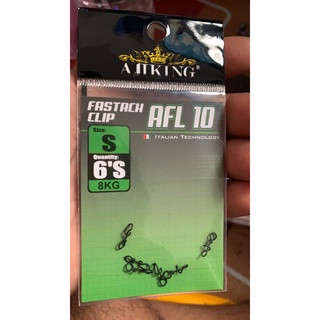 AJIKING
FASTACH
CLIP
AFL 10
Italian Technology
Size:
S
Quantity:
6'S
8KG